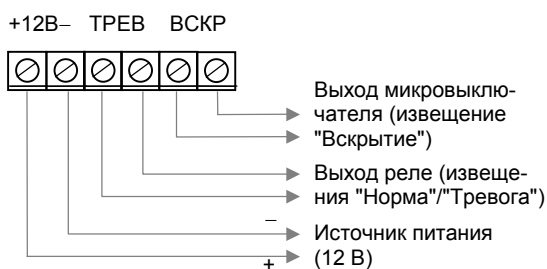 +12В– ТРЕВ ВСКР
Выход микровыклю-
чателя (извещение
"Вскрытие")
Выход реле (извеще-
ния "Норма"/"Тревога")
–
Источник питания
+ (12 В)